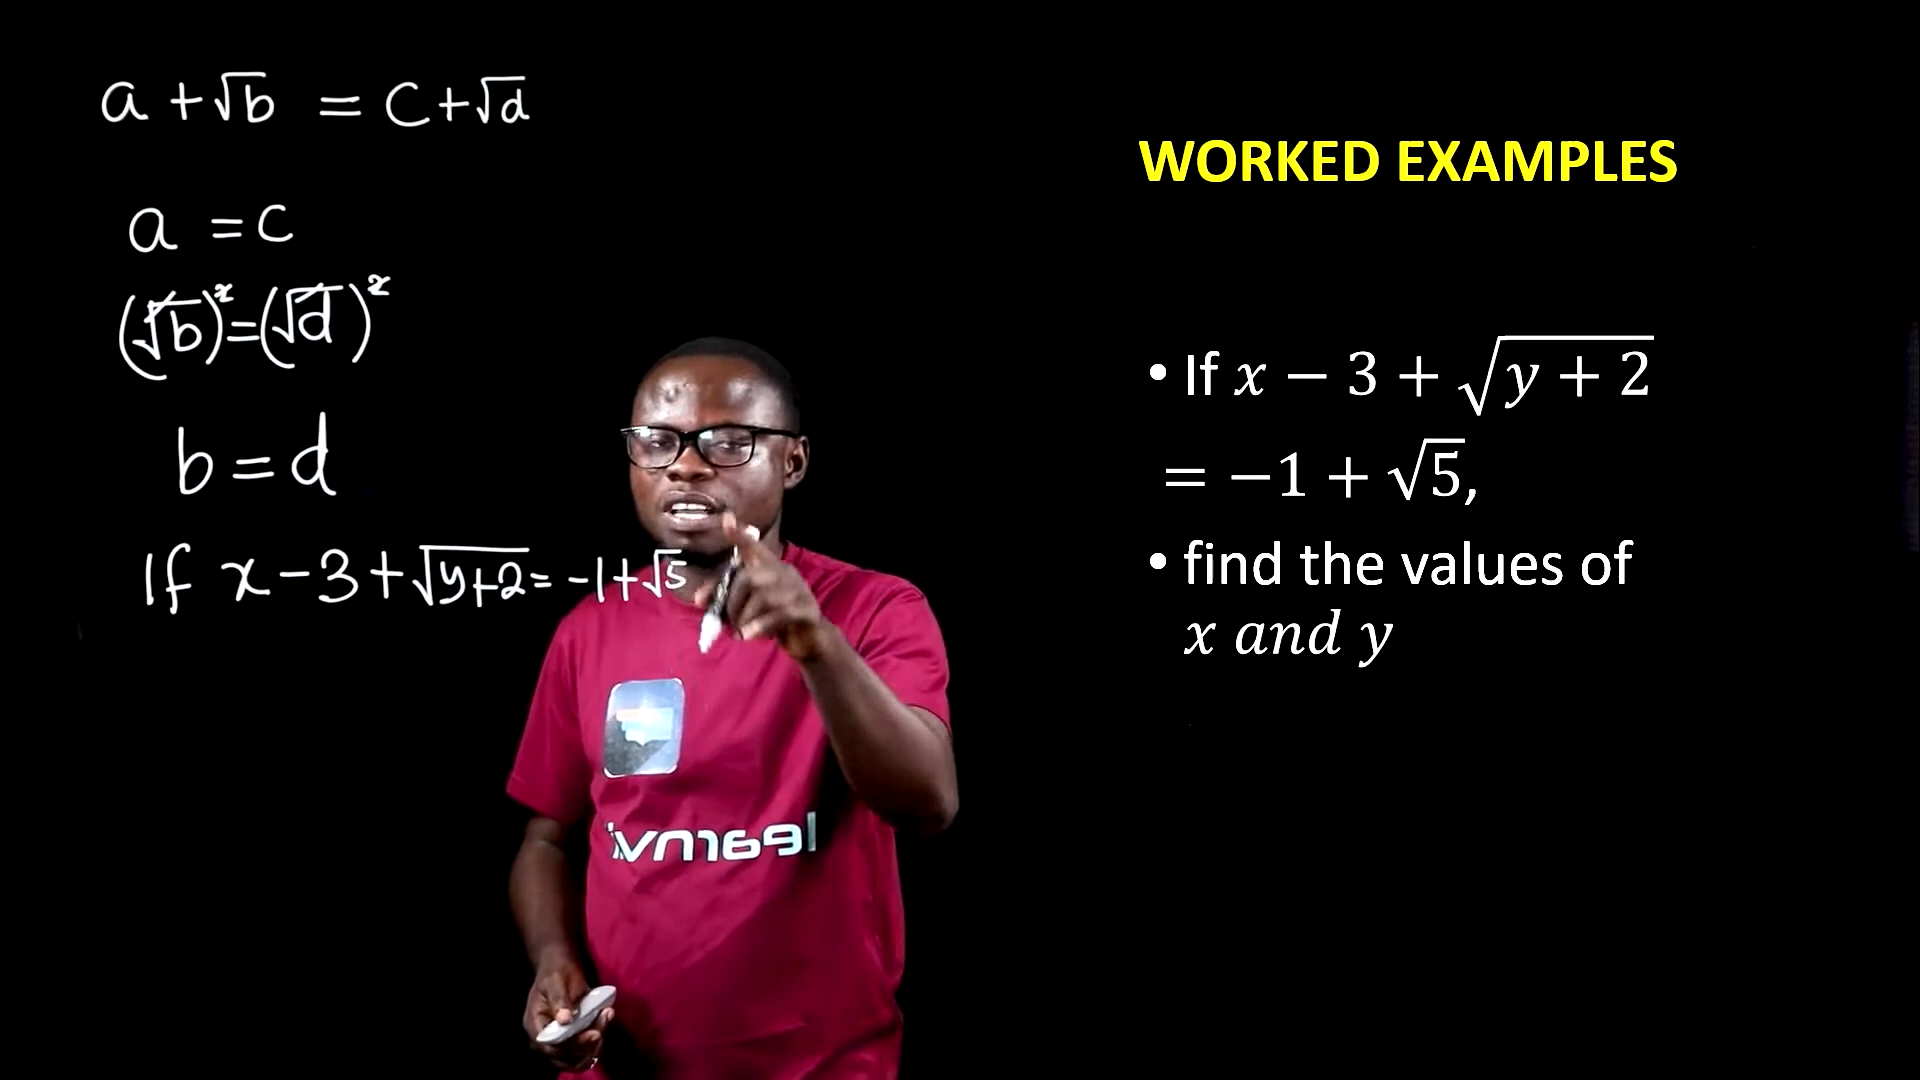 a + √b = c + √d
a = c
(√b)² = (√d)²
b = d
If x − 3 + √y+2 = -1 + √5
learnvi
WORKED EXAMPLES
• If x − 3 + √y + 2
= −1 + √5,
• find the values of
x and y